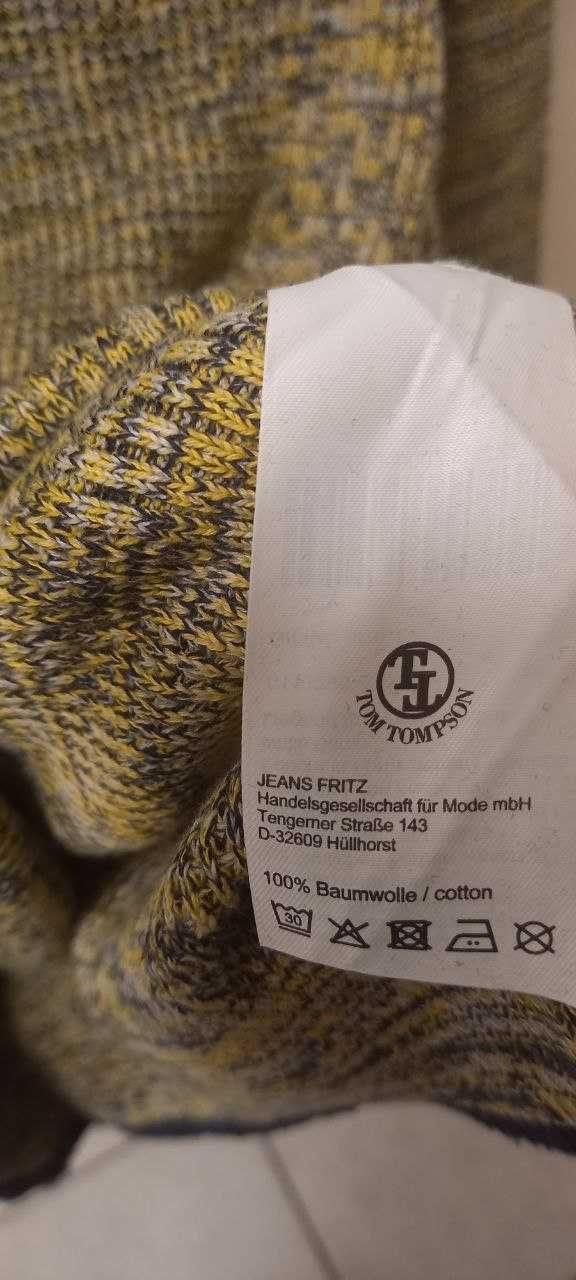 TJ
TOM TOMPSON
JEANS FRITZ
Handelsgesellschaft für Mode mbH
Tengerner Straße 143
D-32609 Hüllhorst
100% Baumwolle / cotton
30